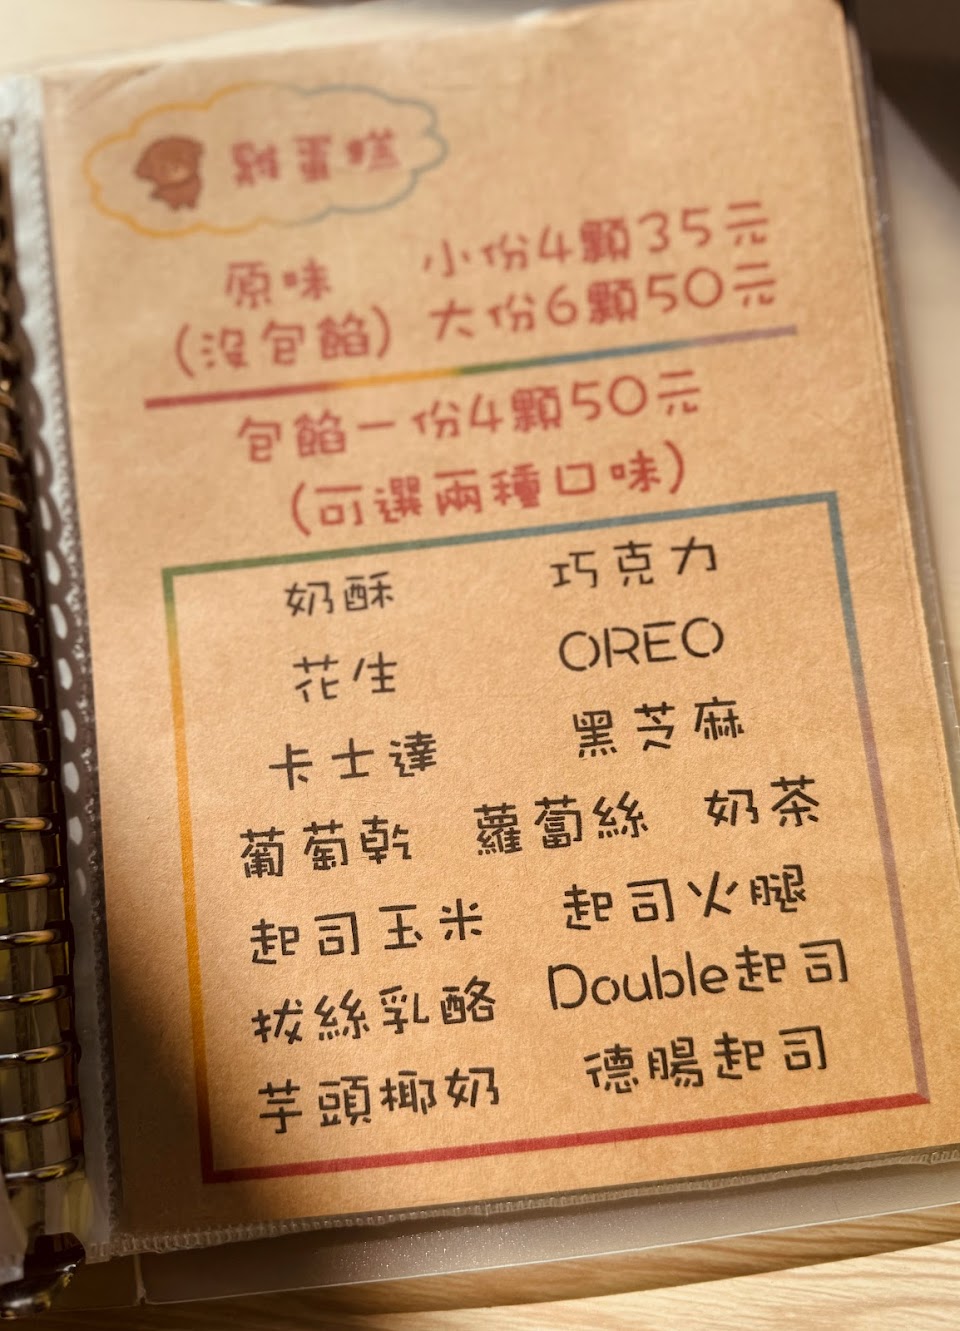 雞蛋糕
原味 小份4顆35元
(沒包餡) 大份6顆50元
包餡一份4顆50元
(可選兩種口味)
奶酥 巧克力
花生 OREO
卡士達 黑芝麻
葡萄乾 蘿蔔絲 奶茶
起司玉米 起司火腿
拔絲乳酪 Double起司
芋頭椰奶 德腸起司